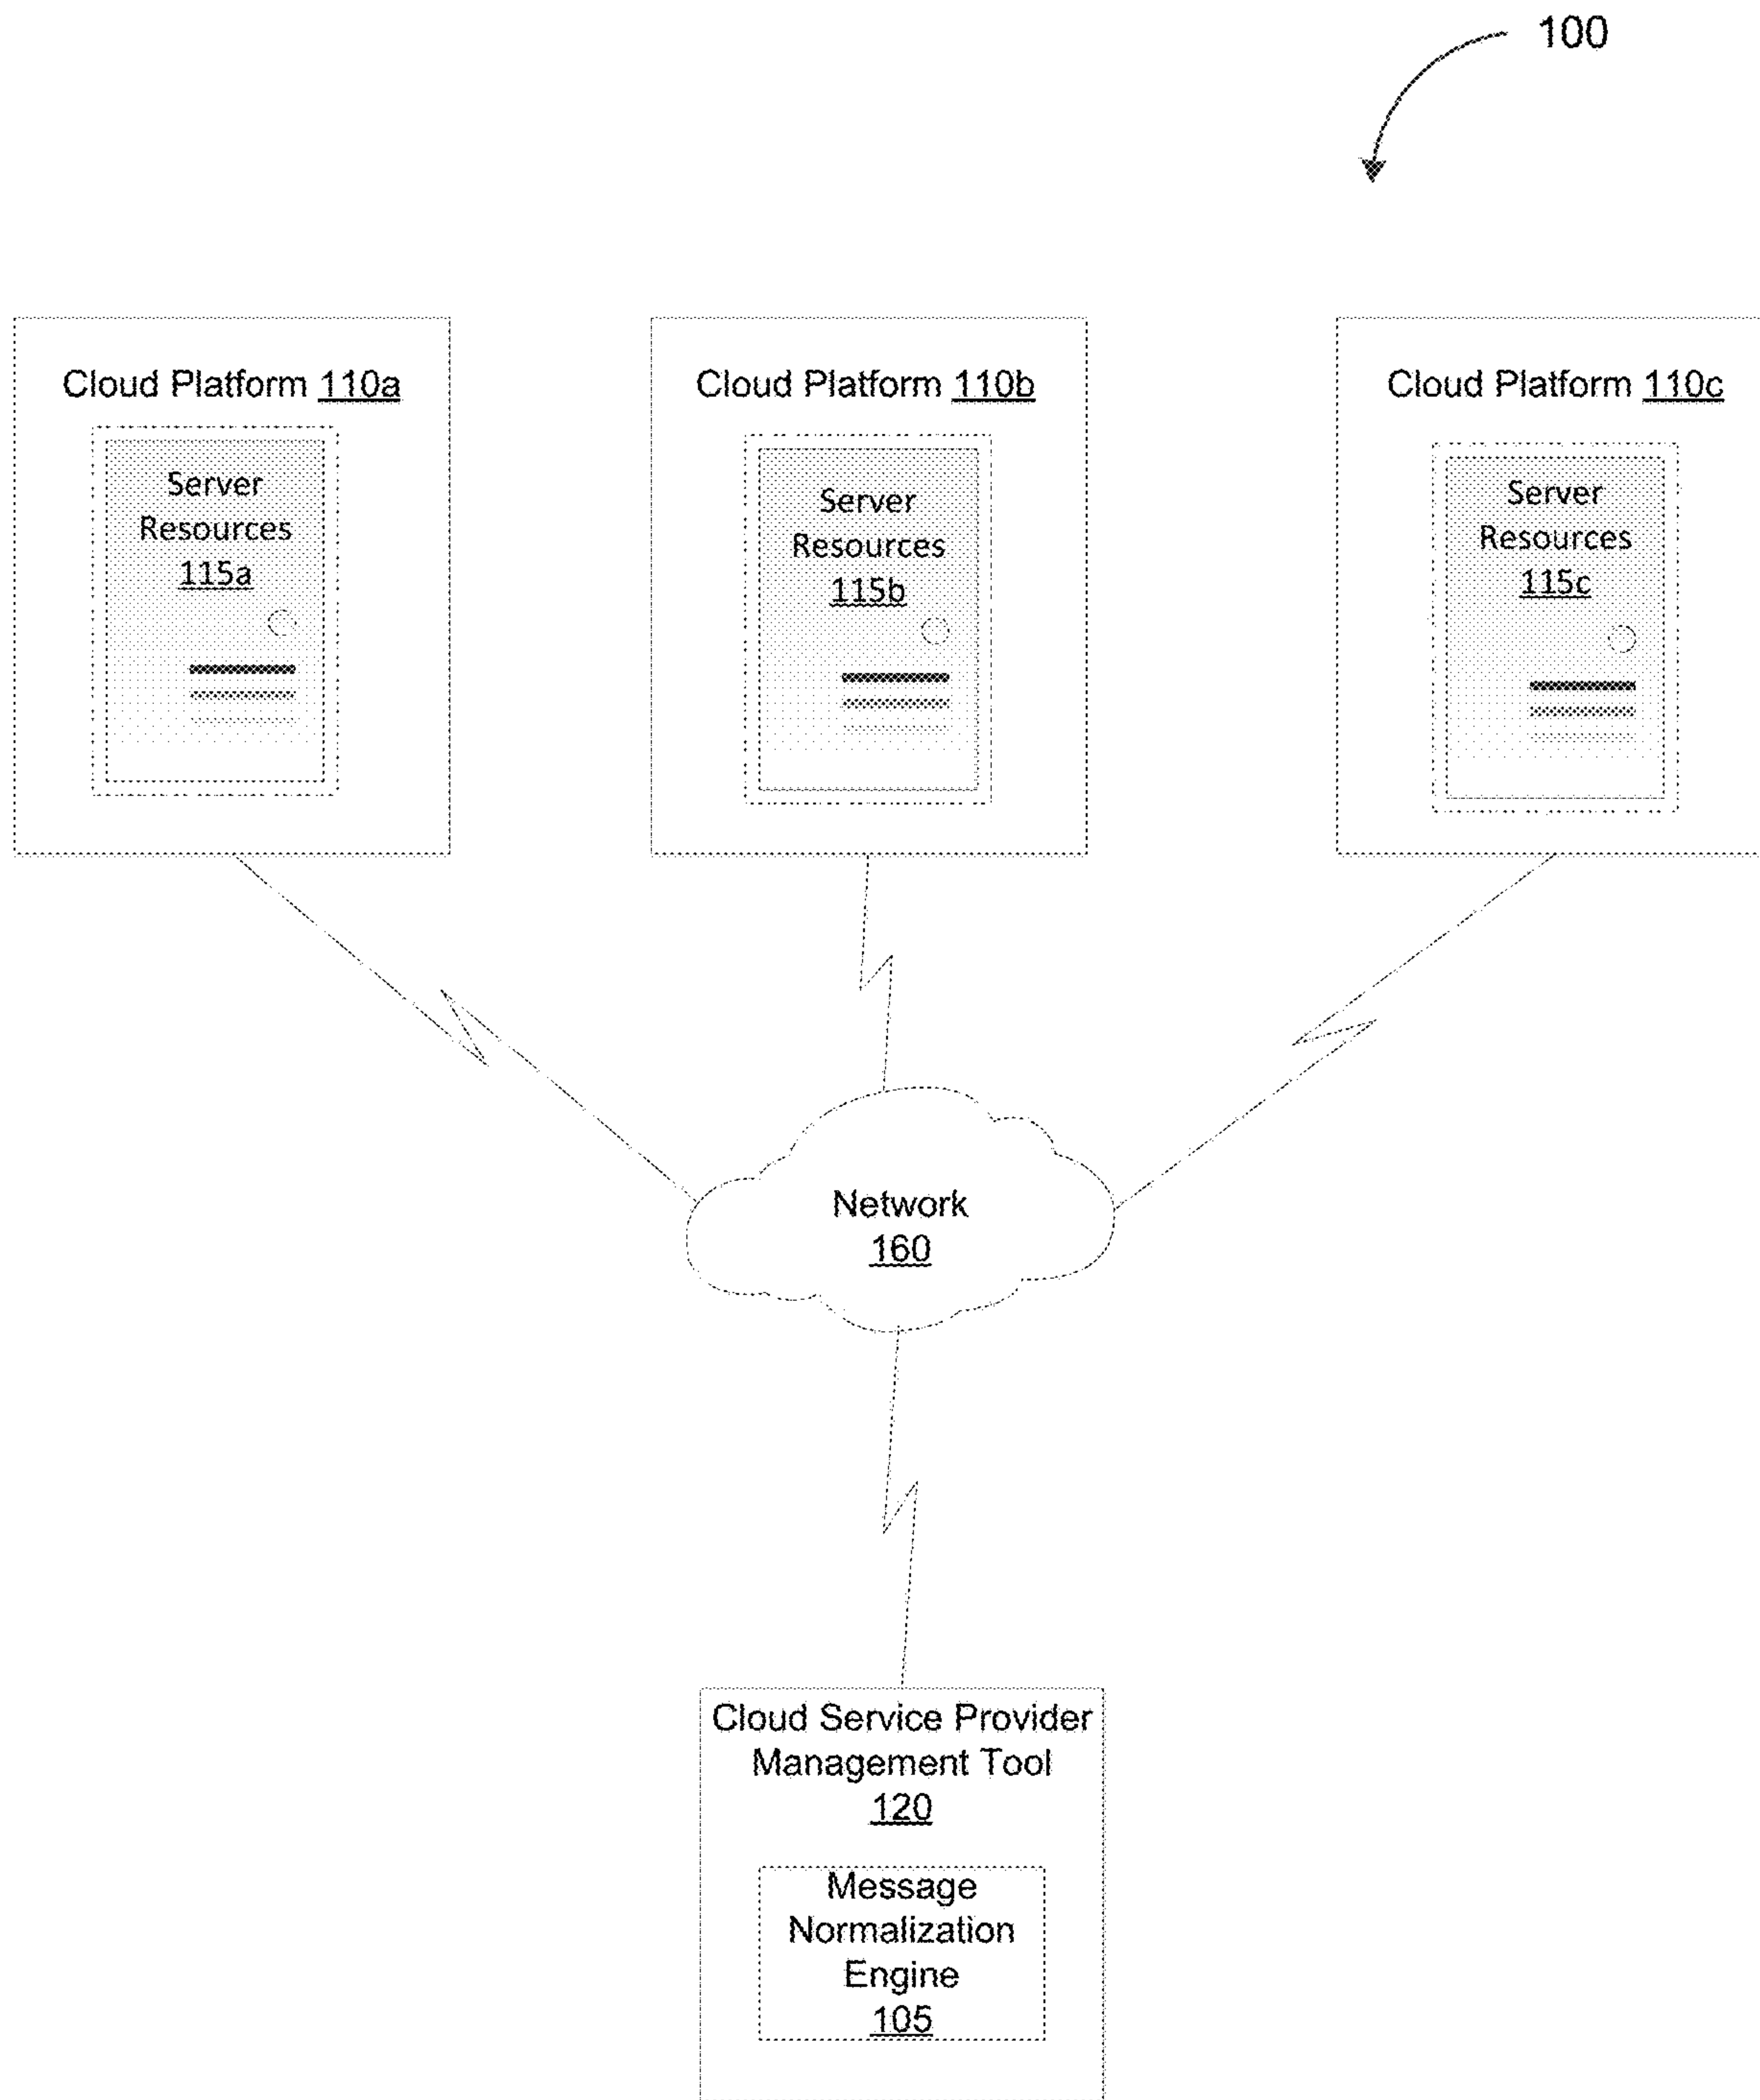 100
Cloud Platform 110a
Server
Resources
115a
Cloud Platform 110b
Server
Resources
115b
Cloud Platform 110c
Server
Resources
115c
Network
160
Cloud Service Provider
Management Tool
120
Message
Normalization
Engine
105